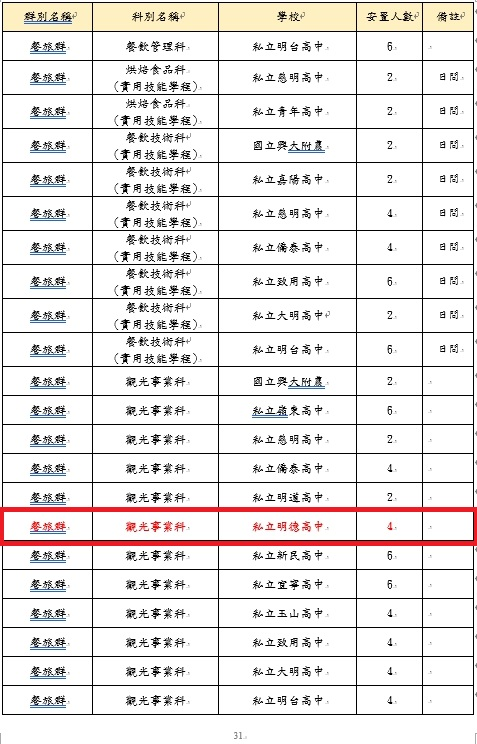 群別名稱 科別名稱 學校 安置人數 備註
餐旅群 餐飲管理科 私立明台高中 6
餐旅群 烘焙食品科 私立慈明高中 2 日間
(實用技能學程)
餐旅群 烘焙食品科 私立青年高中 2 日間
(實用技能學程)
餐旅群 餐飲技術科 國立興大附農 2 日間
(實用技能學程)
餐旅群 餐飲技術科 私立嘉陽高中 2 日間
(實用技能學程)
餐旅群 餐飲技術科 私立慈明高中 4 日間
(實用技能學程)
餐旅群 餐飲技術科 私立僑泰高中 4 日間
(實用技能學程)
餐旅群 餐飲技術科 私立致用高中 6 日間
(實用技能學程)
餐旅群 餐飲技術科 私立大明高中 2 日間
(實用技能學程)
餐旅群 餐飲技術科 私立明台高中 6 日間
(實用技能學程)
餐旅群 觀光事業科 國立興大附農 2
餐旅群 觀光事業科 私立嶺東高中 6
餐旅群 觀光事業科 私立慈明高中 2
餐旅群 觀光事業科 私立僑泰高中 4
餐旅群 觀光事業科 私立明道高中 2
餐旅群 觀光事業科 私立明德高中 4
餐旅群 觀光事業科 私立新民高中 6
餐旅群 觀光事業科 私立宜寧高中 6
餐旅群 觀光事業科 私立玉山高中 4
餐旅群 觀光事業科 私立致用高中 4
餐旅群 觀光事業科 私立大明高中 4
餐旅群 觀光事業科 私立明台高中 4
31